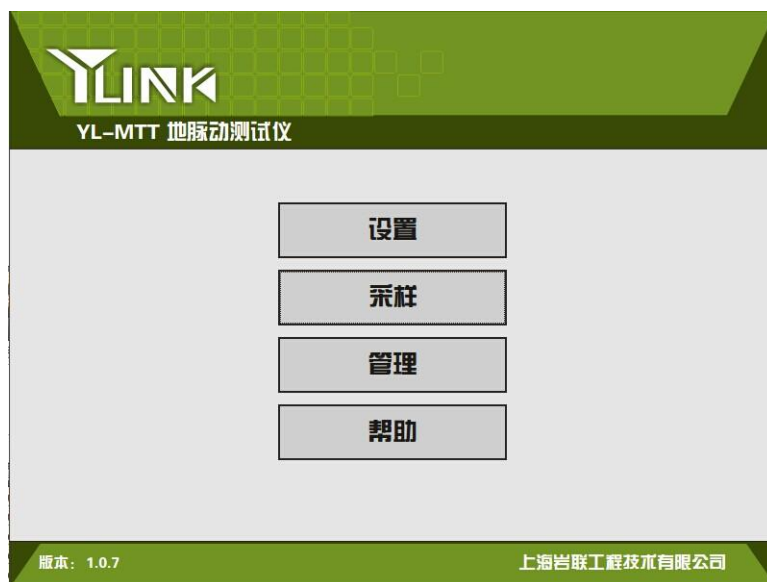 YLINK
YL-MTT 地脉动测试仪
设置
采样
管理
帮助
版本：1.0.7
上海岩联工程技术有限公司